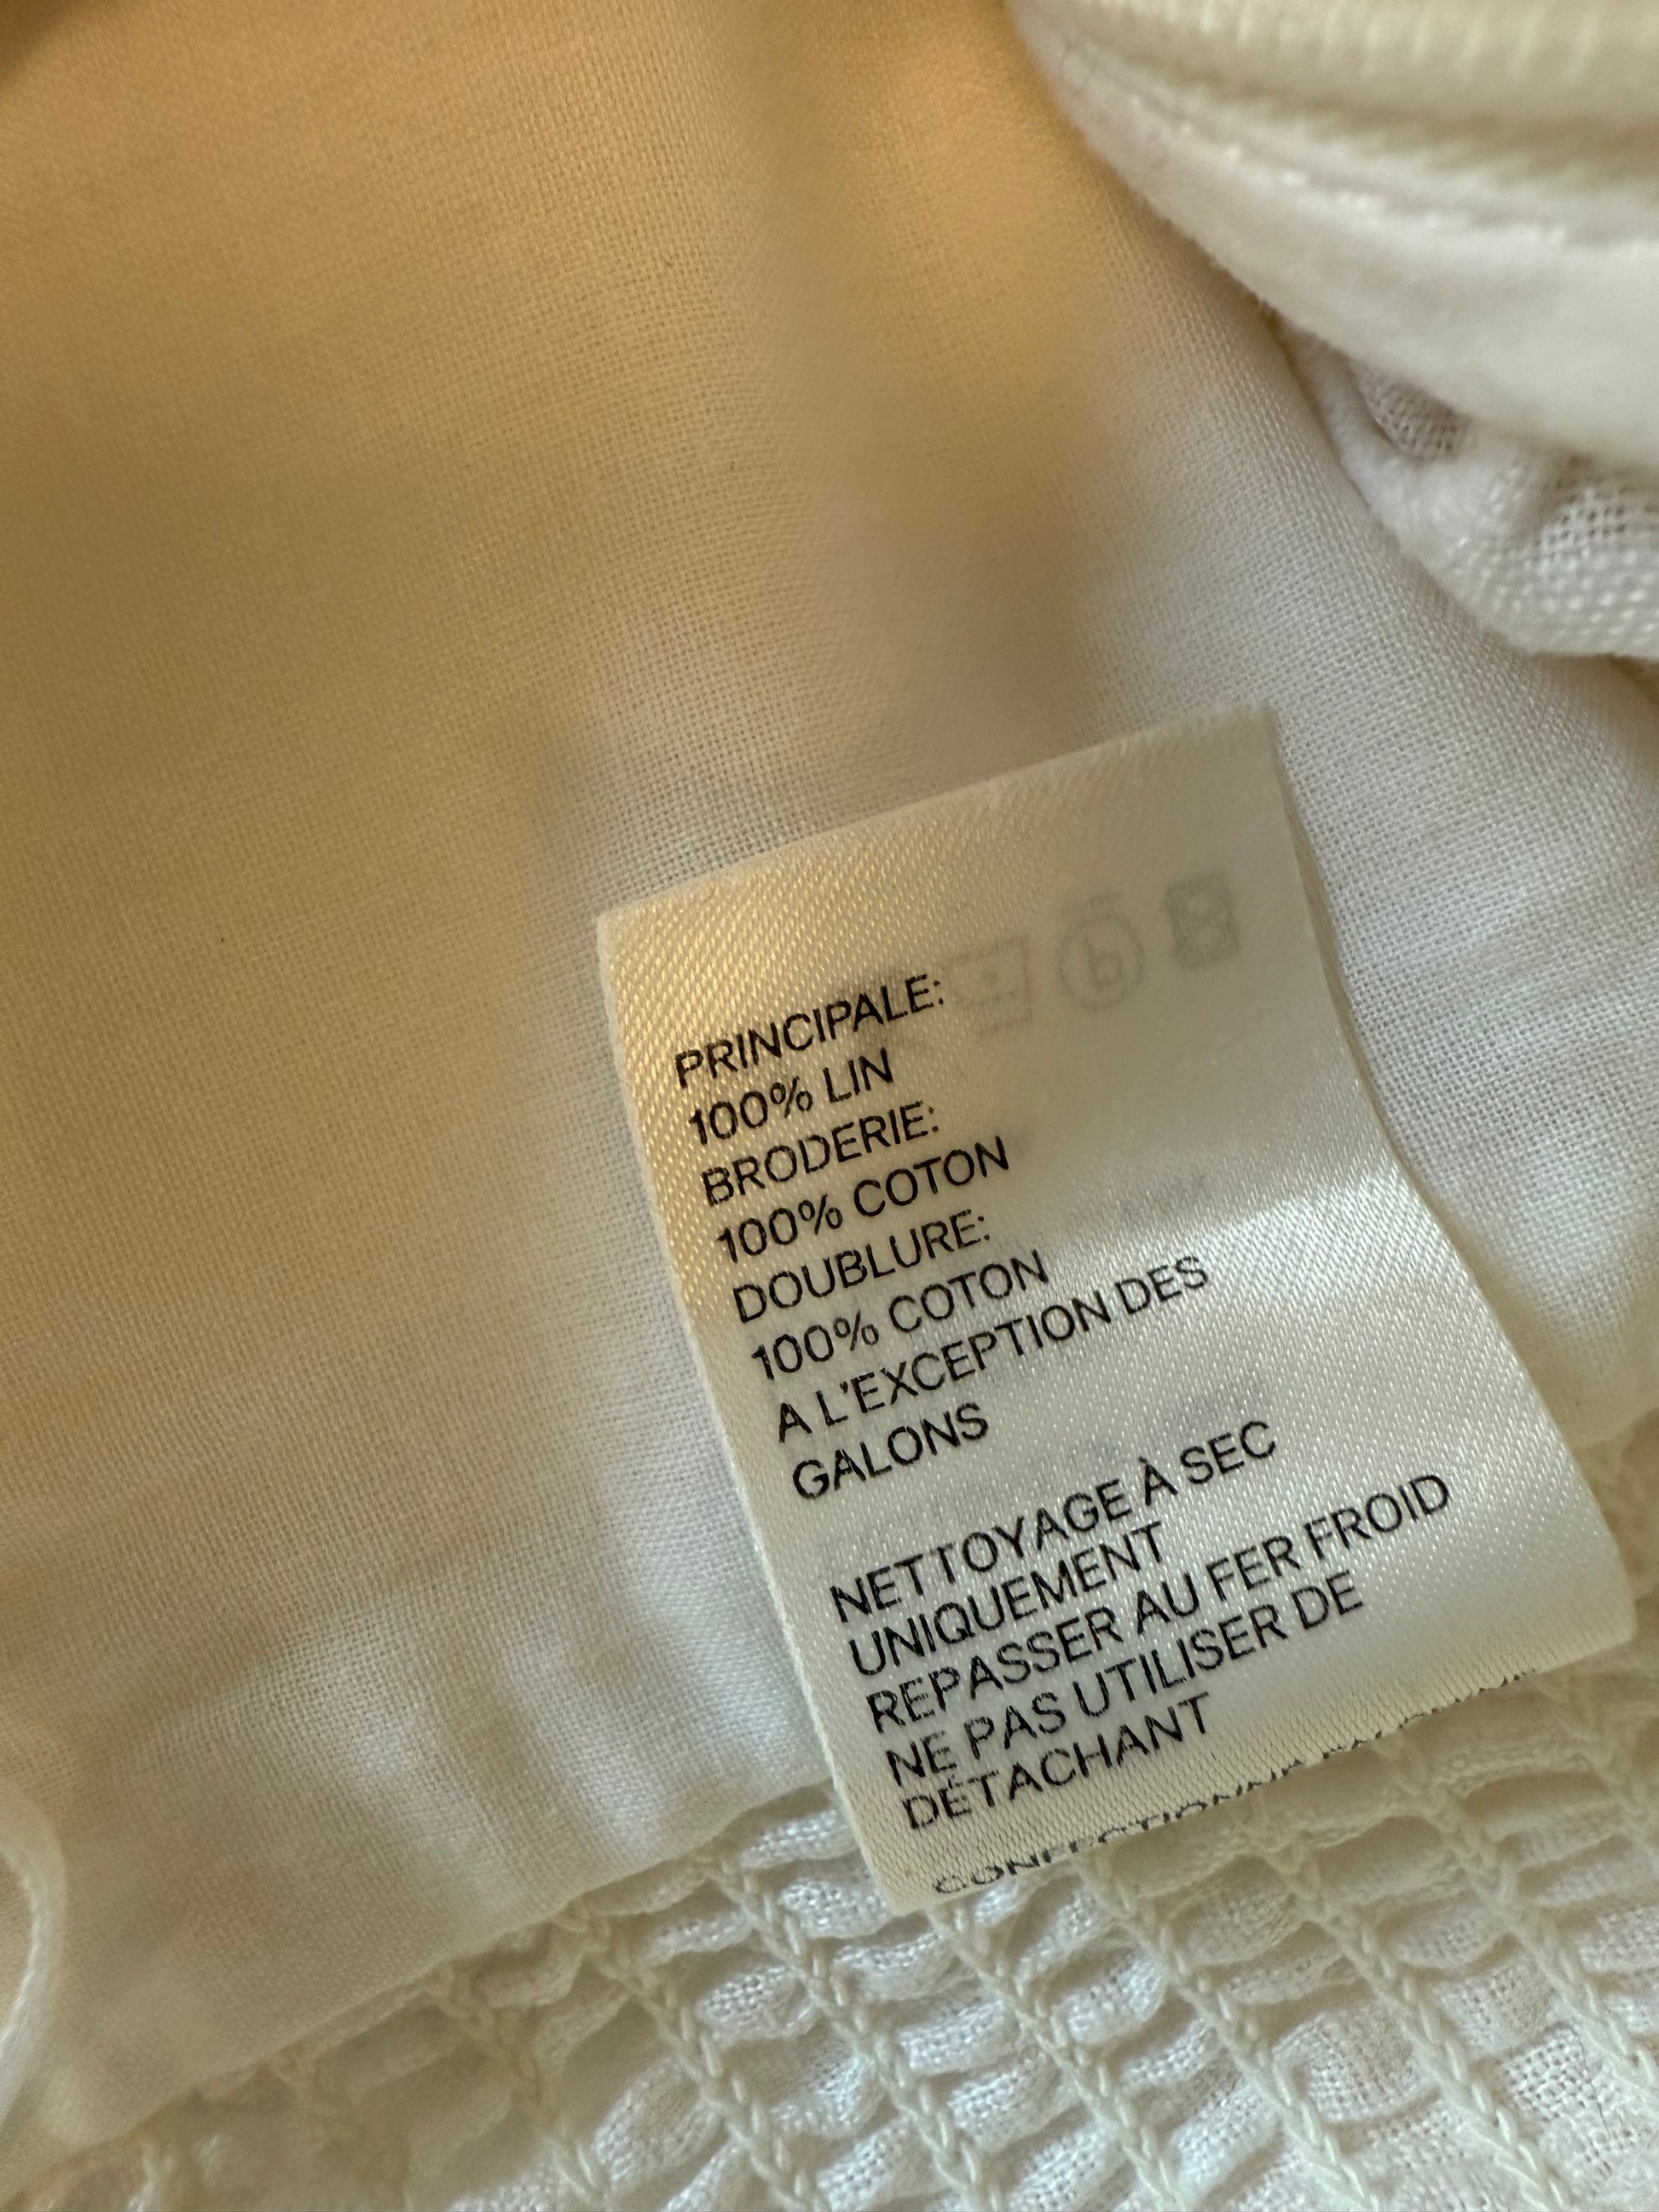 PRINCIPALE:
100% LIN
BRODERIE:
100% COTON
DOUBLURE:
100% COTON
A L'EXCEPTION DES
GALONS
NETTOYAGE À SEC
UNIQUEMENT
REPASSER AU FER FROID
NE PAS UTILISER DE
DÉTACHANT